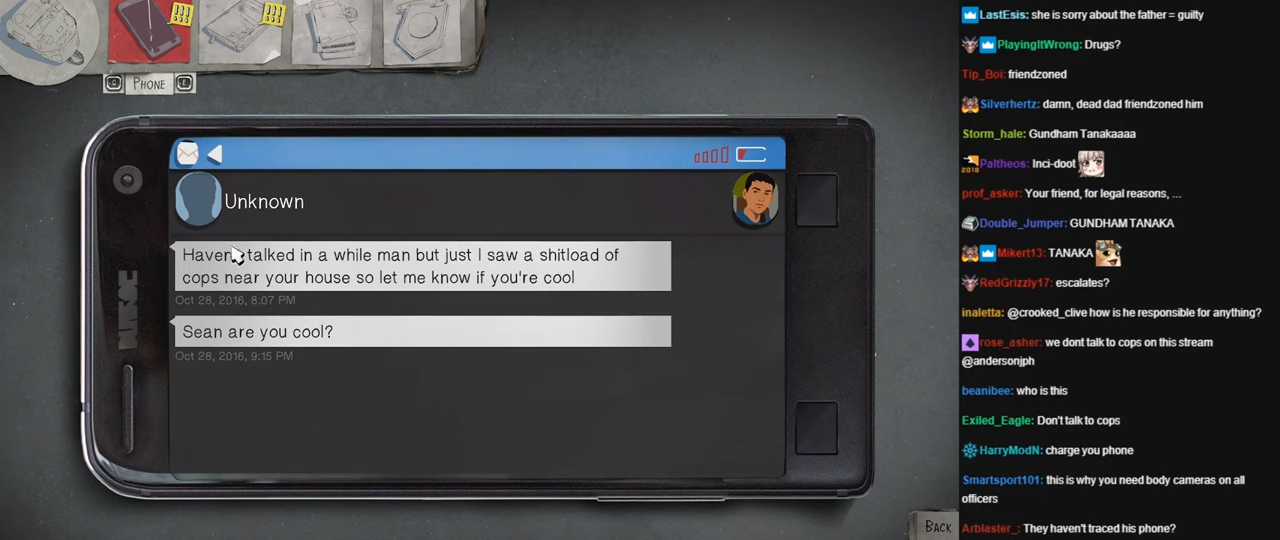 PHONE
Unknown
Haven't talked in a while man but just I saw a shitload of
cops near your house so let me know if you're cool
Oct 28, 2016, 8:07 PM
Sean are you cool?
Oct 28, 2016, 9:15 PM
BACK
LastEsis: she is sorry about the father = guilty
PlayingItWrong: Drugs?
Tip_Boi: friendzoned
Silverhertz: damn, dead dad friendzoned him
Storm_hale: Gundham Tanakaaaa
2018 Paltheos: Inci-doot
prof_asker: Your friend, for legal reasons, ...
Double_Jumper: GUNDHAM TANAKA
Mikert13: TANAKA
RedGrizzly17: escalates?
inaletta: @crooked_clive how is he responsible for anything?
rose_asher: we dont talk to cops on this stream
@andersonjph
beanibee: who is this
Exiled_Eagle: Don't talk to cops
HarryModN: charge you phone
Smartsport101: this is why you need body cameras on all
officers
Arblaster_: They haven't traced his phone?